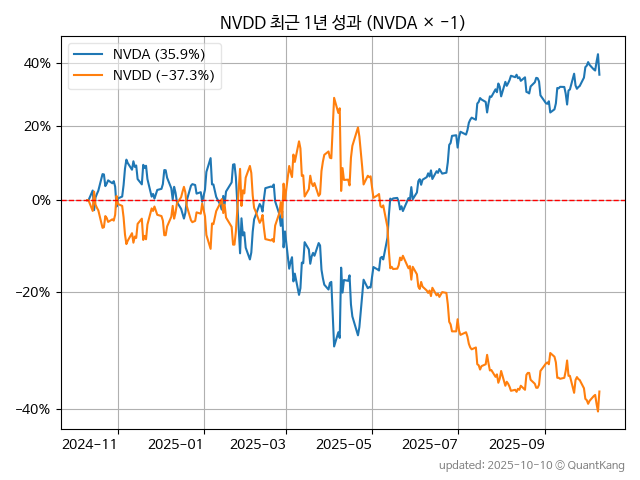 NVDD 최근 1년 성과 (NVDA × −1)
NVDA (35.9%)
NVDD (−37.3%)
40%
20%
0%
−20%
−40%
2024-11
2025-01
2025-03
2025-05
2025-07
2025-09
updated: 2025-10-10 © QuantKang